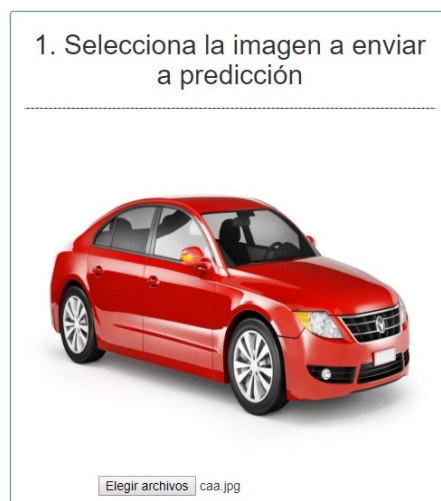 1. Selecciona la imagen a enviar
a predicción
Elegir archivos caa.jpg